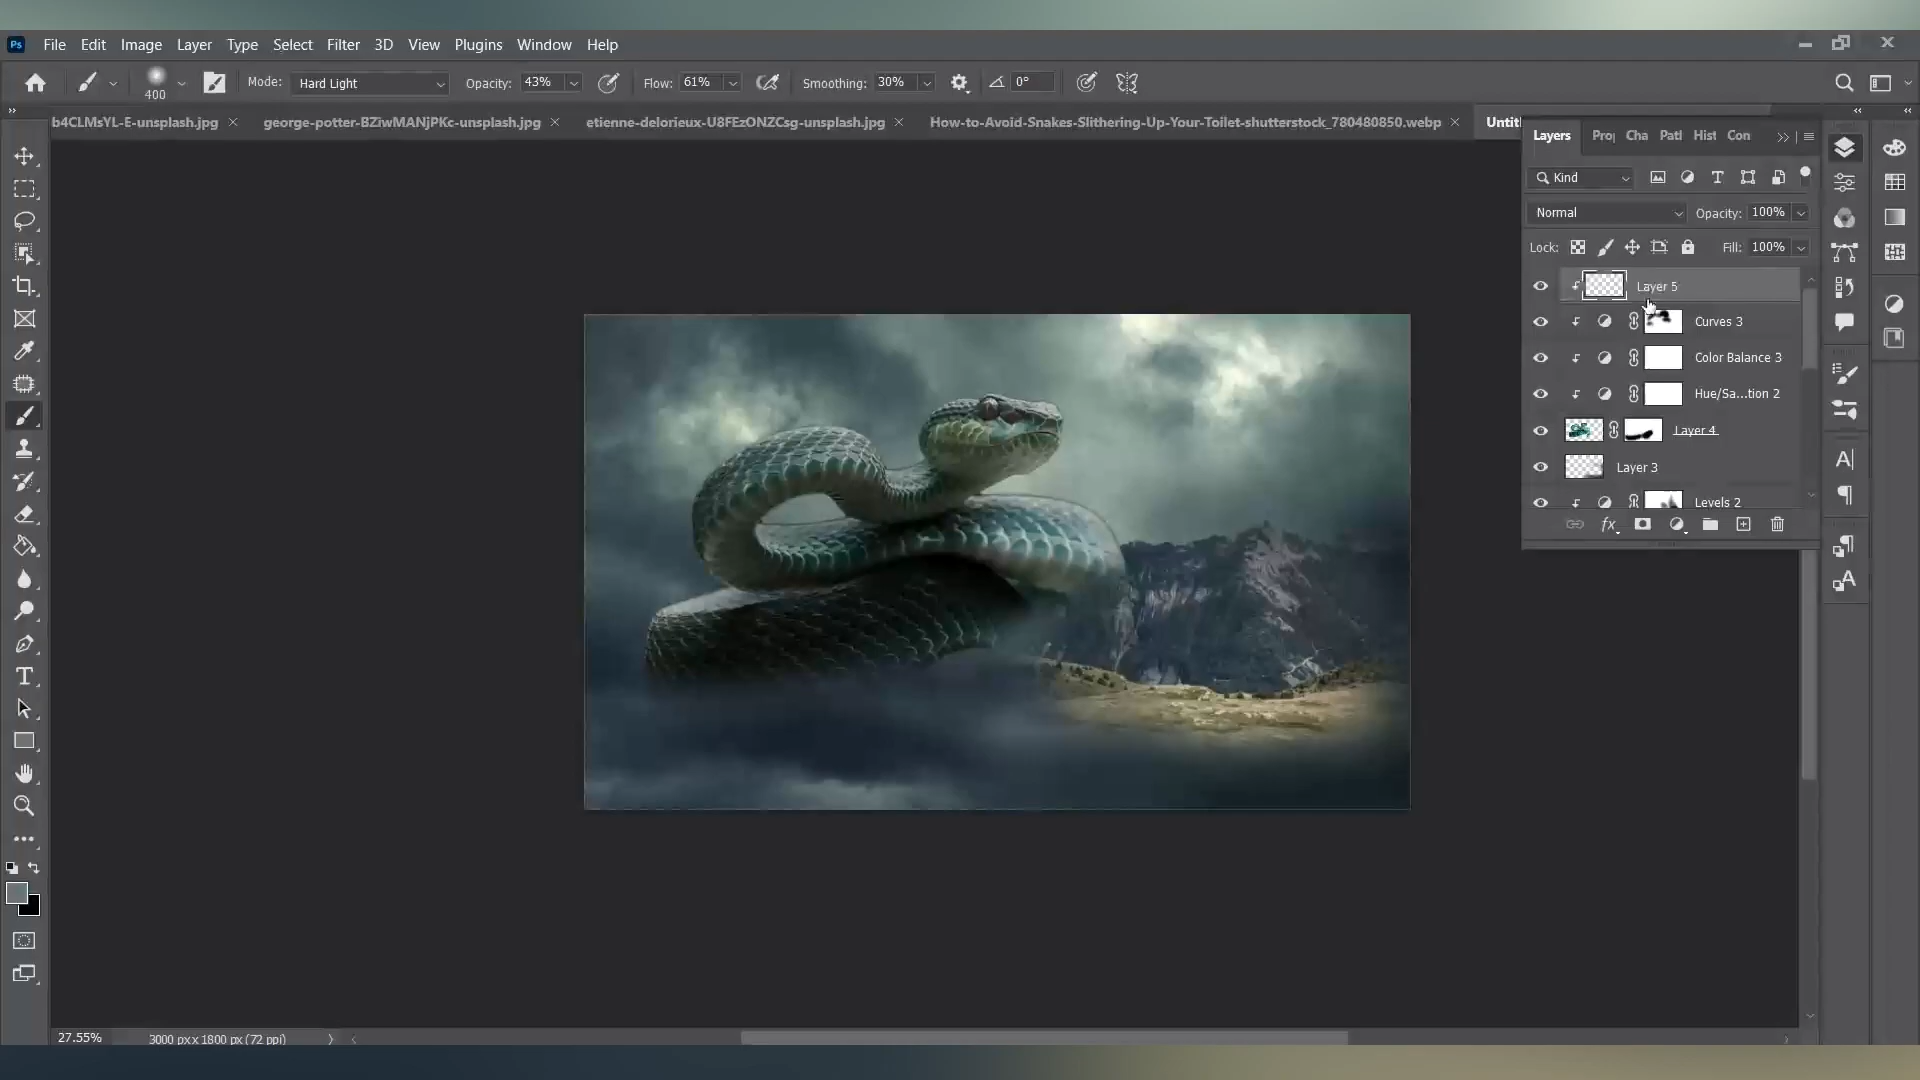 Ps File Edit Image Layer Type Select Filter 3D View Plugins Window Help
400 Mode: Hard Light Opacity: 43% Flow: 61% Smoothing: 30% 0°
b4CLMsYL-E-unsplash.jpg george-potter-BZiwMANjPKc-unsplash.jpg etienne-delorieux-U8FEzONZCsg-unsplash.jpg How-to-Avoid-Snakes-Slithering-Up-Your-Toilet-shutterstock_780480850.webp Untit
Layers Proj Cha Patl Hist Con
Kind
Normal Opacity: 100%
Lock: Fill: 100%
Layer 5
Curves 3
Color Balance 3
Hue/Sa...tion 2
Layer 4
Layer 3
Levels 2
fx
27.55% 3000 px x 1800 px (72 ppi)